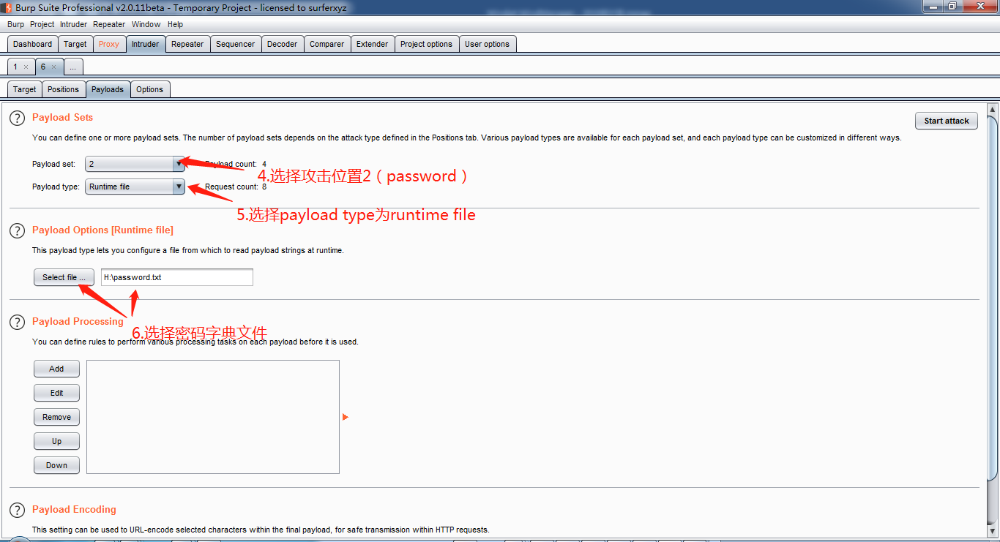 Burp Suite Professional v2.0.11beta - Temporary Project - licensed to surferxyz
Burp Project Intruder Repeater Window Help
Dashboard Target Proxy Intruder Repeater Sequencer Decoder Comparer Extender Project options User options
1 × 6 × ...
Target Positions Payloads Options
? Payload Sets
Start attack
You can define one or more payload sets. The number of payload sets depends on the attack type defined in the Positions tab. Various payload types are available for each payload set, and each payload type can be customized in different ways.
Payload set: 2 Payload count: 4
4.选择攻击位置2（password）
Payload type: Runtime file Request count: 8
5.选择payload type为runtime file
? Payload Options [Runtime file]
This payload type lets you configure a file from which to read payload strings at runtime.
Select file ... H:\password.txt
? Payload Processing
6.选择密码字典文件
You can define rules to perform various processing tasks on each payload before it is used.
Add
Edit
Remove
Up
Down
? Payload Encoding
This setting can be used to URL-encode selected characters within the final payload, for safe transmission within HTTP requests.